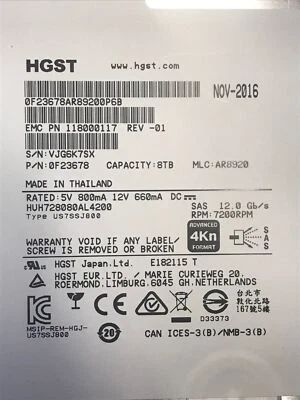 HGST
www.hgst.com
0F23678AR89200P6B
NOV-2016
EMC PN 118000117 REV -01
S/N:VJG6K7SX
P/N:0F23678 CAPACITY:8TB MLC:AR8920
MADE IN THAILAND
RATED:5V 800mA 12V 660mA DC
HUH728080AL4200
Type US7SSJ800
SAS 12.0 Gb/s
RPM:7200RPM
WARRANTY VOID IF ANY LABEL/
SCREW IS REMOVED OR BROKEN
ADVANCED
4Kn
FORMAT
SAS
HGST Japan,Ltd. E182115 T
HGST EUR.LTD. / MARIE CURIEWEG 20.
ROERMOND.LIMBURG.6045 GH.NETHERLANDS
MSIP-REM-HGJ-
US7SSJ800
20
D33373
台北市
敦化北路
167號5樓
CAN ICES-3(B)/NMB-3(B)